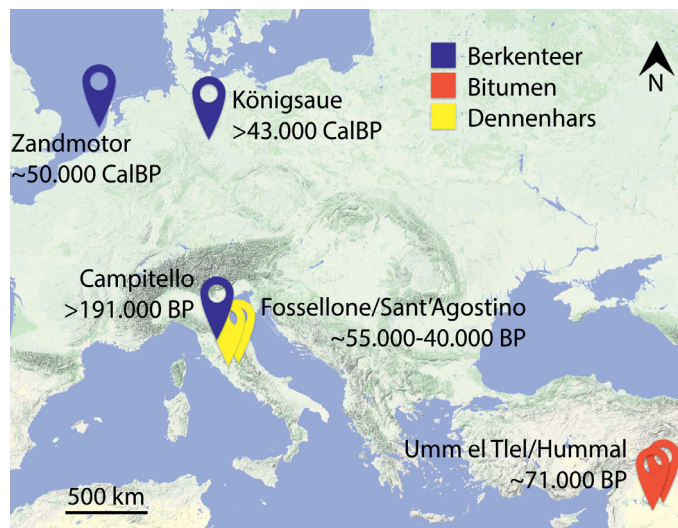 Berkenteer
Bitumen
Dennenhars
N
Königsaue
>43.000 CalBP
Zandmotor
~50.000 CalBP
Campitello
>191.000 BP
Fossellone/Sant’Agostino
~55.000-40.000 BP
Umm el Tlel/Hummal
~71.000 BP
500 km